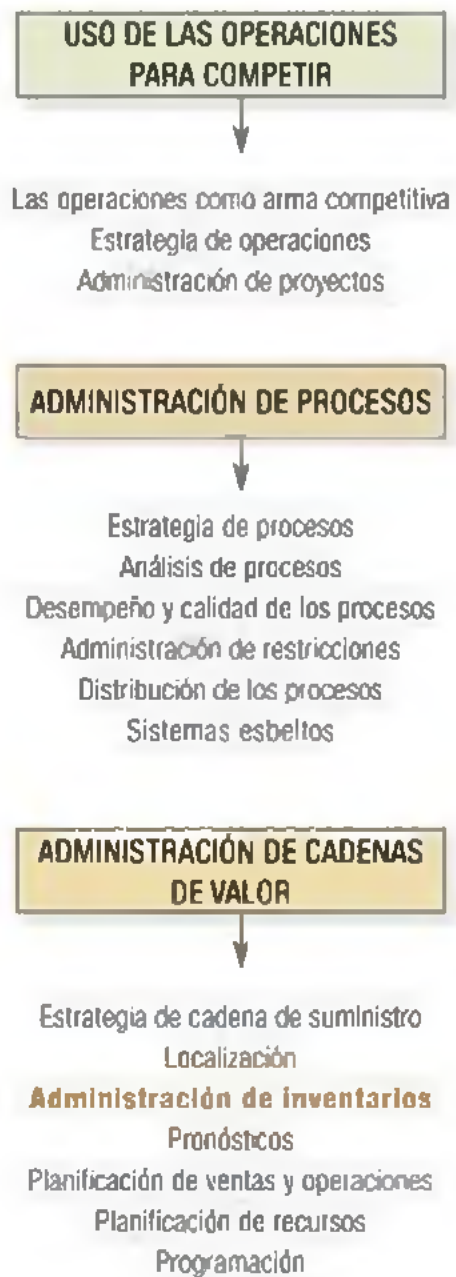 USO DE LAS OPERACIONES
PARA COMPETIR
Las operaciones como arma competitiva
Estrategia de operaciones
Administración de proyectos
ADMINISTRACIÓN DE PROCESOS
Estrategia de procesos
Análisis de procesos
Desempeño y calidad de los procesos
Administración de restricciones
Distribución de los procesos
Sistemas esbeltos
ADMINISTRACIÓN DE CADENAS
DE VALOR
Estrategia de cadena de suministro
Localización
Administración de inventarios
Pronósticos
Planificación de ventas y operaciones
Planificación de recursos
Programación